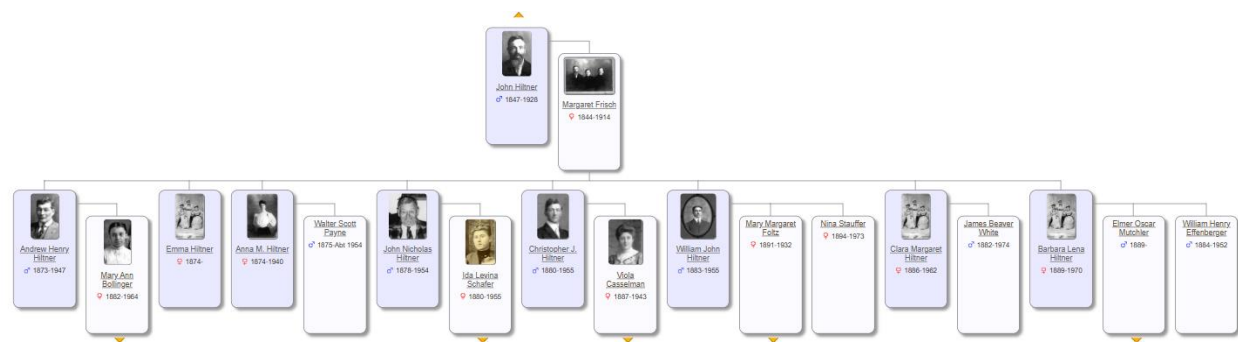 John Hiltner
♂ 1847-1928
Margaret Frisch
♀ 1844-1914
Andrew Henry
Hiltner
♂ 1873-1947
Mary Ann
Bollinger
♀ 1882-1964
Emma Hiltner
♀ 1874-
Anna M. Hiltner
♀ 1874-1940
Walter Scott
Payne
♂ 1875-Abt 1954
John Nicholas
Hiltner
♂ 1878-1954
Ida Levina
Schafer
♀ 1880-1955
Christopher J.
Hiltner
♂ 1880-1955
Viola
Casselman
♀ 1887-1943
William John
Hiltner
♂ 1883-1955
Mary Margaret
Foltz
♀ 1891-1932
Nina Stauffer
♀ 1894-1973
Clara Margaret
Hiltner
♀ 1886-1962
James Beaver
White
♂ 1882-1974
Barbara Lena
Hiltner
♀ 1889-1970
Elmer Oscar
Mutchler
♂ 1889-
William Henry
Effenberger
♂ 1884-1952